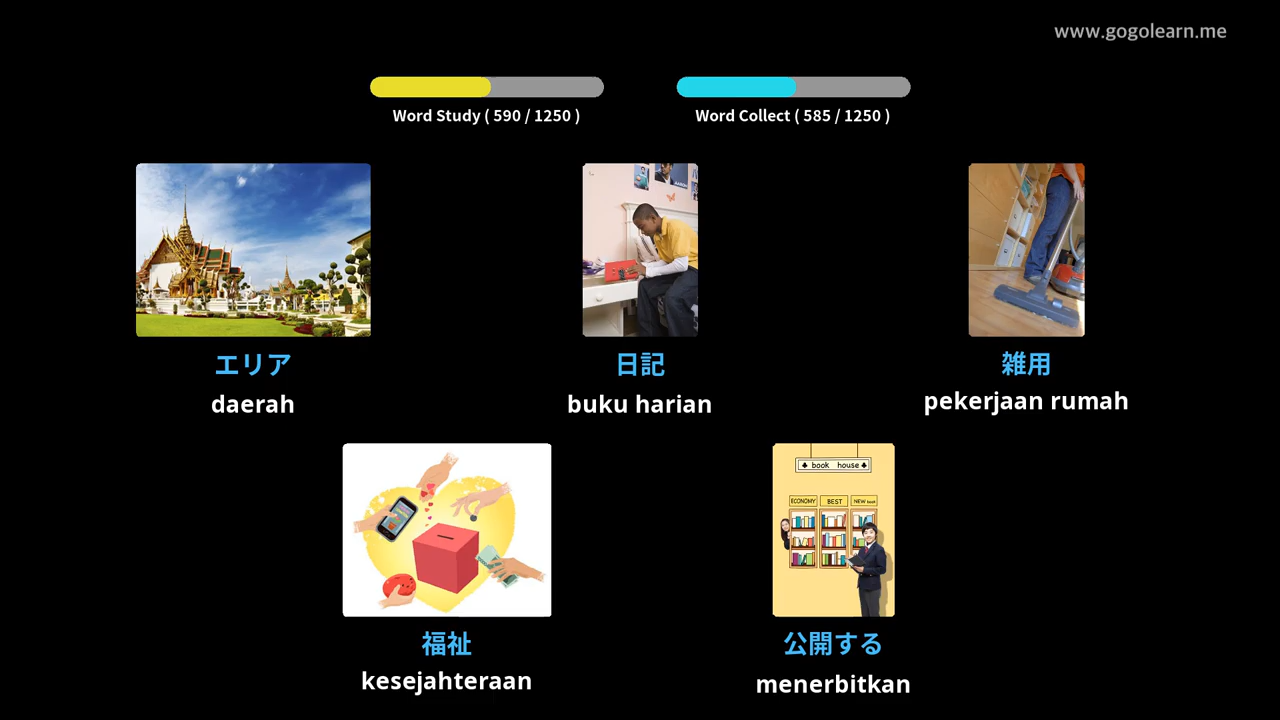 www.gogolearn.me
Word Study ( 590 / 1250 )
Word Collect ( 585 / 1250 )
エリア
daerah
日記
buku harian
雑用
pekerjaan rumah
♣ book house ♣
ECONOMY
BEST
NEW book
福祉
kesejahteraan
公開する
menerbitkan